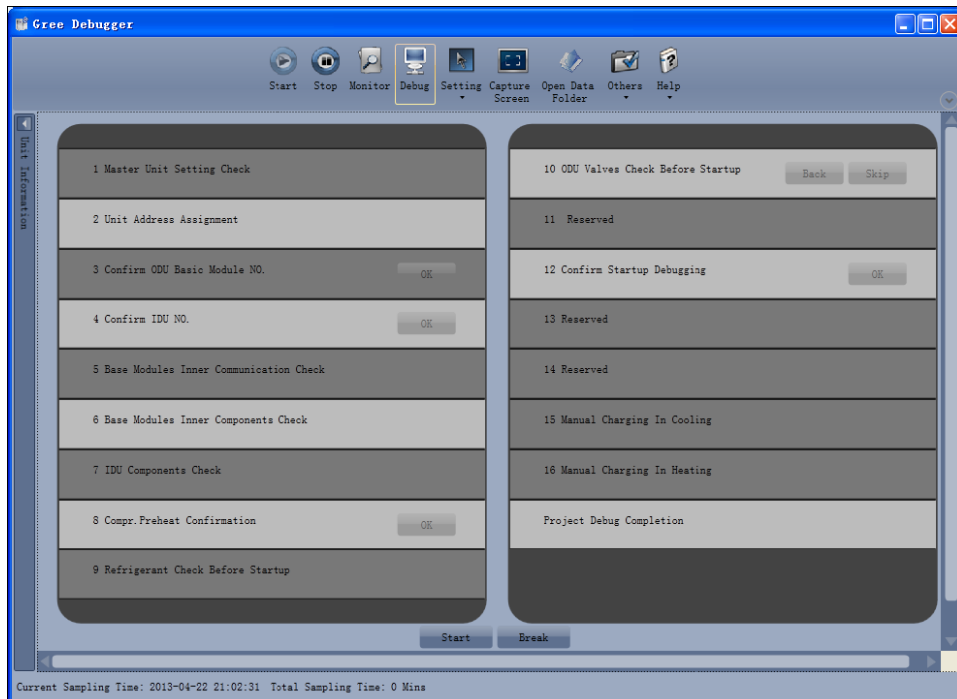 Gree Debugger
Start Stop Monitor Debug Setting Capture Screen Open Data Folder Others Help
Unit Information
1 Master Unit Setting Check
2 Unit Address Assignment
3 Confirm ODU Basic Module NO. OK
4 Confirm IDU NO. OK
5 Base Modules Inner Communication Check
6 Base Modules Inner Components Check
7 IDU Components Check
8 Compr.Preheat Confirmation OK
9 Refrigerant Check Before Startup
10 ODU Valves Check Before Startup Back Skip
11 Reserved
12 Confirm Startup Debugging OK
13 Reserved
14 Reserved
15 Manual Charging In Cooling
16 Manual Charging In Heating
Project Debug Completion
Start Break
Current Sampling Time: 2013-04-22 21:02:31 Total Sampling Time: 0 Mins